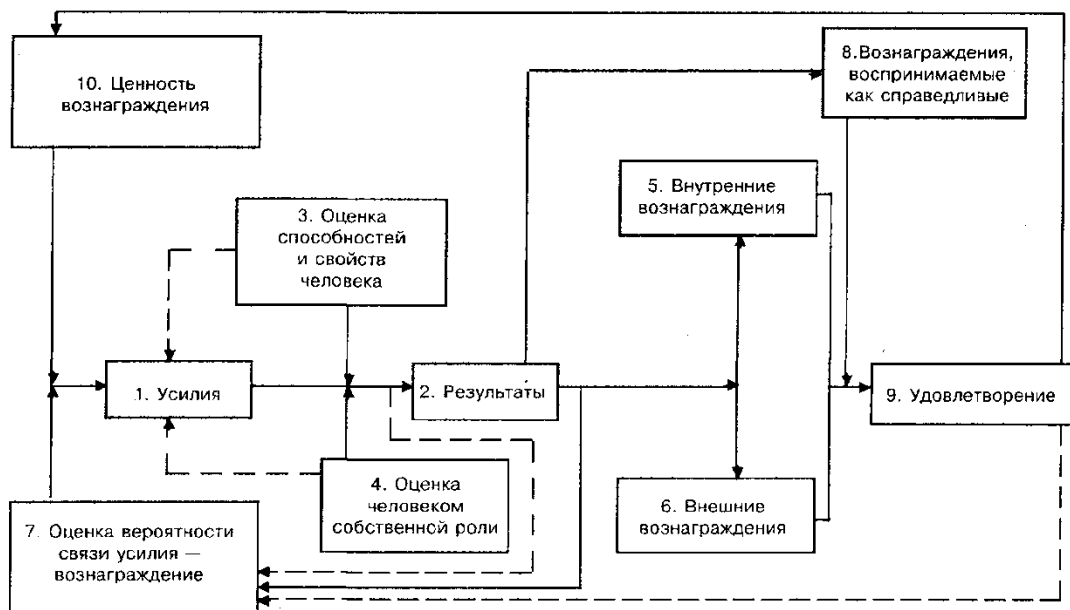 10. Ценность
вознаграждения
8.Вознаграждения,
воспринимаемые
как справедливые
5. Внутренние
вознаграждения
3. Оценка
способностей
и свойств
человека
1. Усилия
2. Результаты
9. Удовлетворение
4. Оценка
человеком
собственной роли
6. Внешние
вознаграждения
7. Оценка вероятности
связи усилия —
вознаграждение